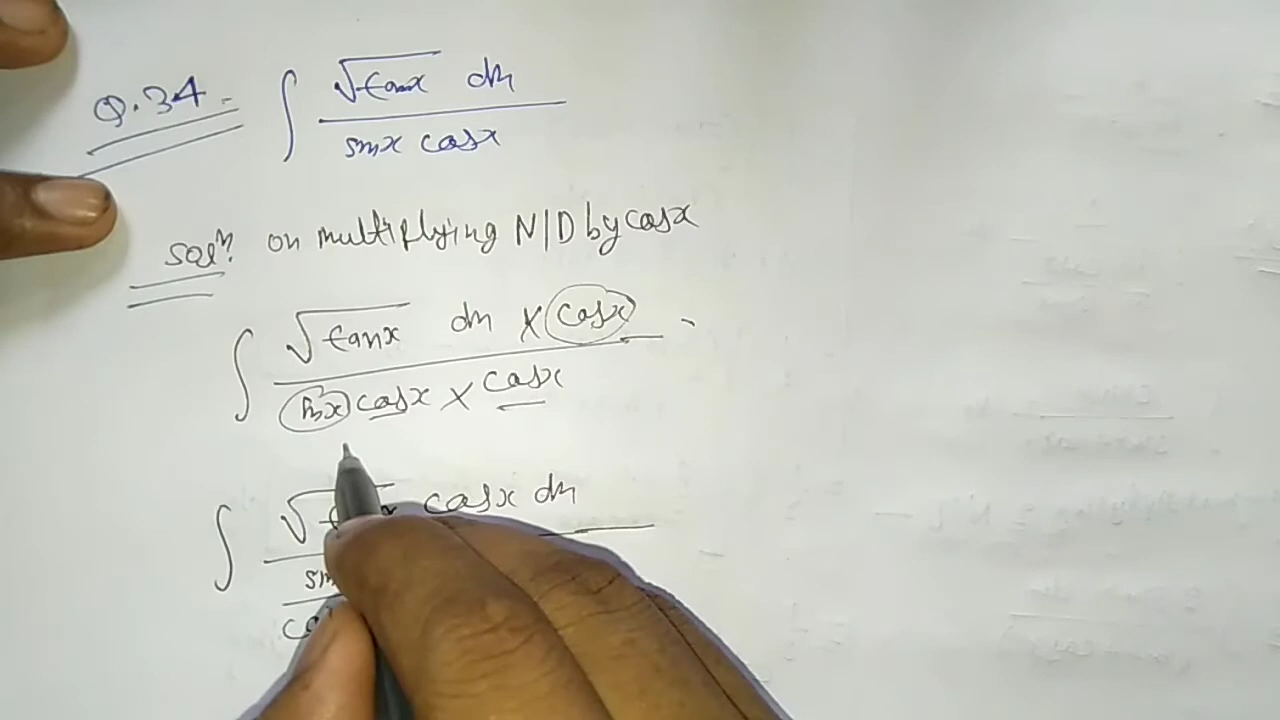 Q.34. ∫ √tanx dx / sinx cosx
Solⁿ. on multiplying N/D by cosx
∫ √tanx dx × cosx / sinx cosx × cosx
∫ √ cosx dx